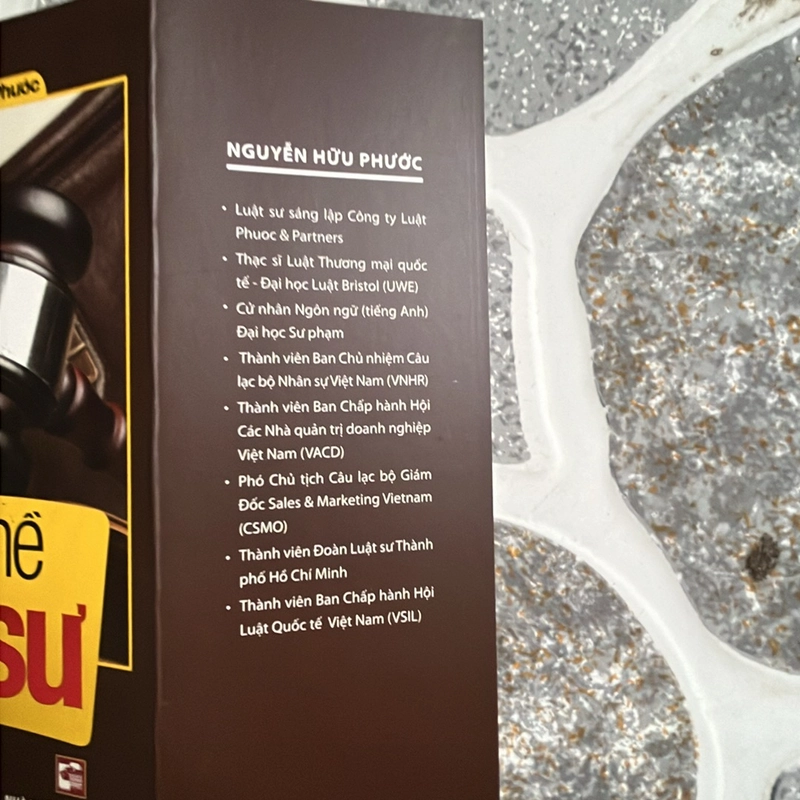 NGUYỄN HỮU PHƯỚC
• Luật sư sáng lập Công ty Luật
Phuoc & Partners
• Thạc sĩ Luật Thương mại quốc
tế - Đại học Luật Bristol (UWE)
• Cử nhân Ngôn ngữ (tiếng Anh)
Đại học Sư phạm
• Thành viên Ban Chủ nhiệm Câu
lạc bộ Nhân sự Việt Nam (VNHR)
• Thành viên Ban Chấp hành Hội
Các Nhà quản trị doanh nghiệp
Việt Nam (VACD)
• Phó Chủ tịch Câu lạc bộ Giám
Đốc Sales & Marketing Vietnam
(CSMO)
• Thành viên Đoàn Luật sư Thành
phố Hồ Chí Minh
• Thành viên Ban Chấp hành Hội
Luật Quốc tế Việt Nam (VSIL)
sư